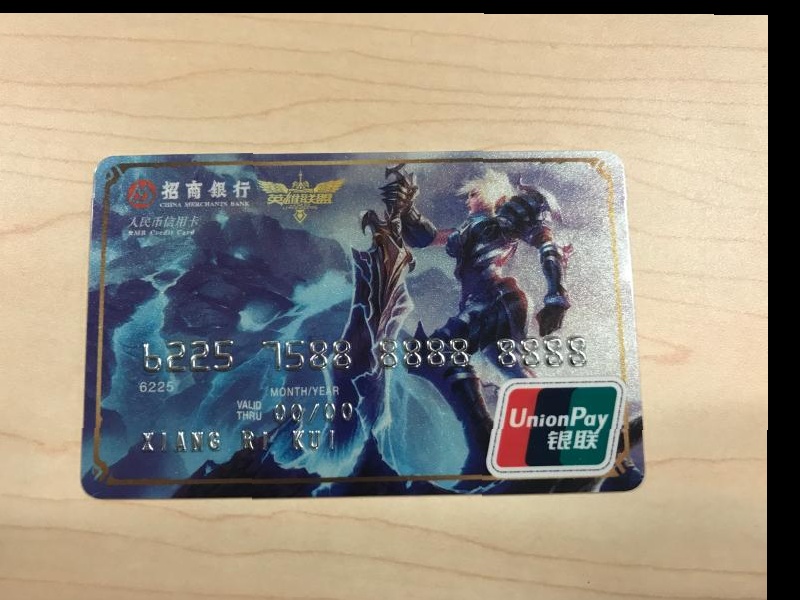 招商银行
CHINA MERCHANTS BANK
人民币信用卡
RMB Credit Card
英雄联盟
6225 7588 8888 8888
6225
MONTH/YEAR
VALID THRU 00/00
XIANG RI KUI
UnionPay
银联